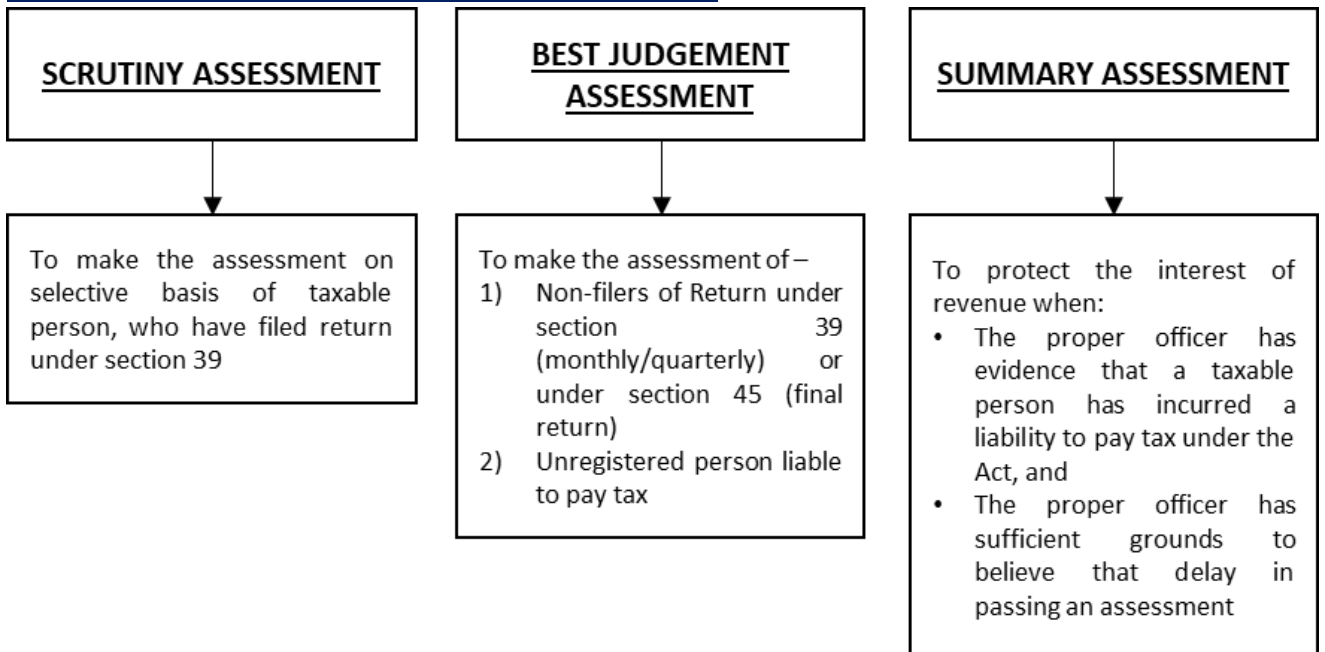 SCRUTINY ASSESSMENT
To make the assessment on
selective basis of taxable
person, who have filed return
under section 39
BEST JUDGEMENT
ASSESSMENT
To make the assessment of –
1) Non-filers of Return under
section 39
(monthly/quarterly) or
under section 45 (final
return)
2) Unregistered person liable
to pay tax
SUMMARY ASSESSMENT
To protect the interest of
revenue when:
• The proper officer has
evidence that a taxable
person has incurred a
liability to pay tax under the
Act, and
• The proper officer has
sufficient grounds to
believe that delay in
passing an assessment